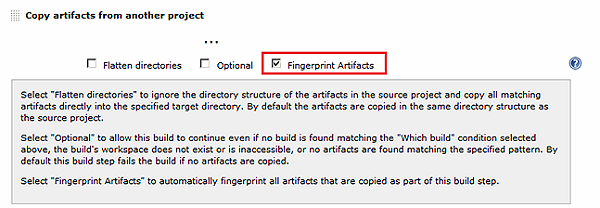 Copy artifacts from another project
...
Flatten directories Optional Fingerprint Artifacts
Select "Flatten directories" to ignore the directory structure of the artifacts in the source project and copy all matching
artifacts directly into the specified target directory. By default the artifacts are copied in the same directory structure as
the source project.
Select "Optional" to allow this build to continue even if no build is found matching the "Which build" condition selected
above, the build's workspace does not exist or is inaccessible, or no artifacts are found matching the specified pattern. By
default this build step fails the build if no artifacts are copied.
Select "Fingerprint Artifacts" to automatically fingerprint all artifacts that are copied as part of this build step.